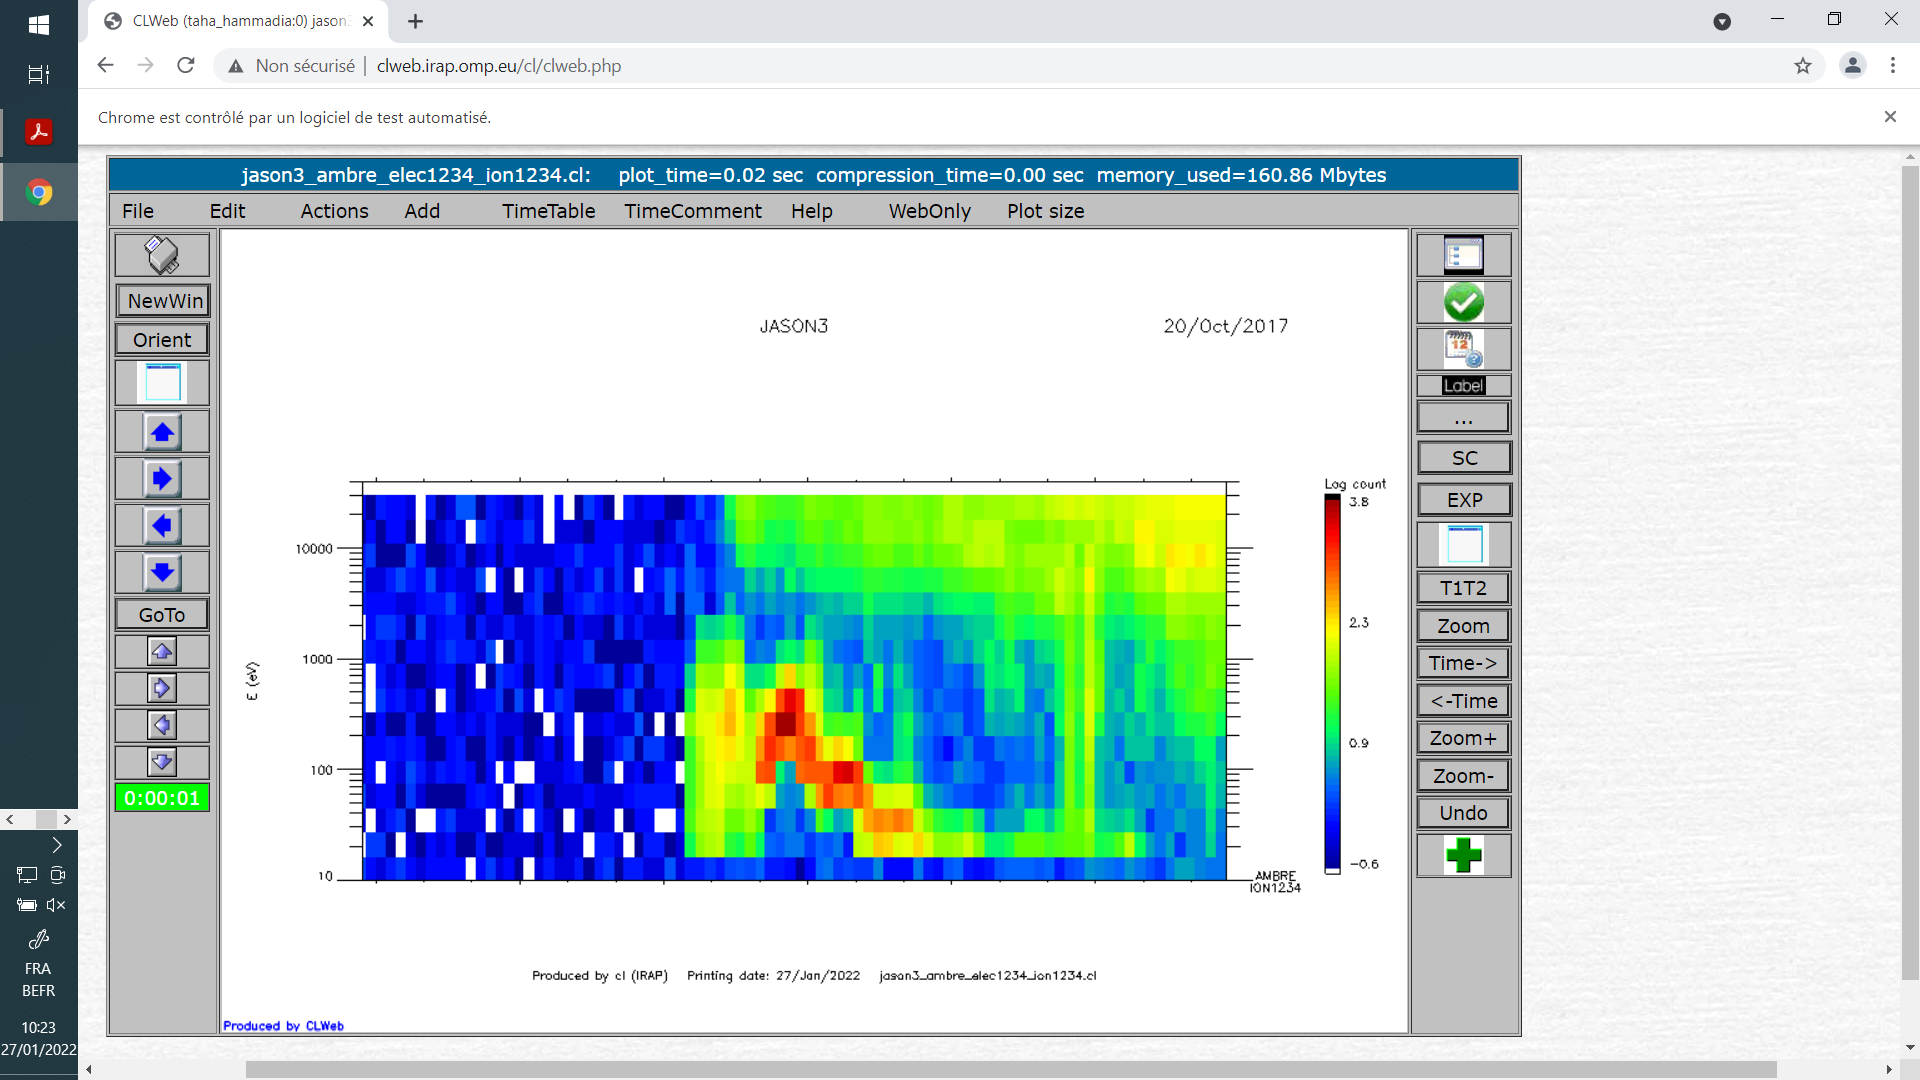 CLWeb (taha_hammadia:0) jason3
Non sécurisé | clweb.irap.omp.eu/cl/clweb.php
Chrome est contrôlé par un logiciel de test automatisé.
jason3_ambre_elec1234_ion1234.cl: plot_time=0.02 sec compression_time=0.00 sec memory_used=160.86 Mbytes
File Edit Actions Add TimeTable TimeComment Help WebOnly Plot size
NewWin
Orient
GoTo
0:00:01
JASON3
20/Oct/2017
E (eV)
10000
1000
100
10
Log count
3.8
2.3
0.9
-0.6
AMBRE
ION1234
Produced by cl (IRAP) Printing date: 27/Jan/2022 jason3_ambre_elec1234_ion1234.cl
Produced by CLWeb
12
Label
...
SC
EXP
T1T2
Zoom
Time->
<-Time
Zoom+
Zoom-
Undo
FRA
BEFR
10:23
27/01/2022